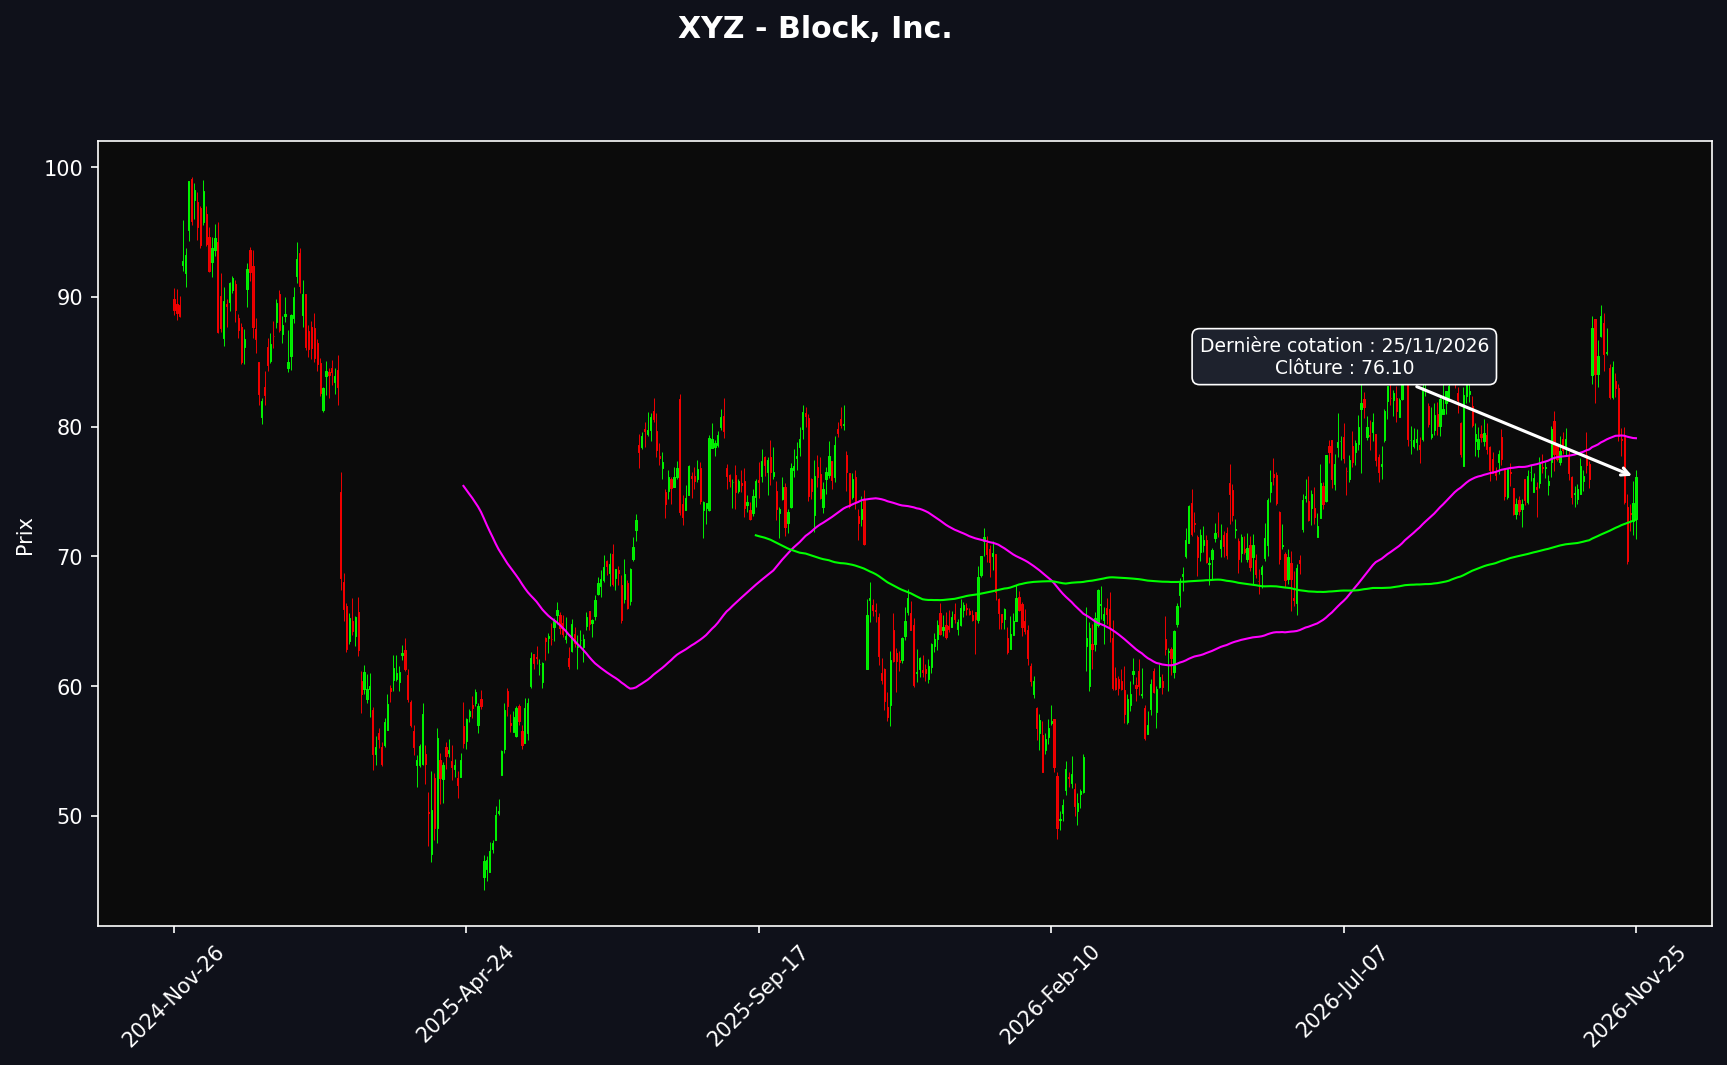 XYZ - Block, Inc.
100
90
80
70
60
50
Prix
Dernière cotation : 25/11/2026
Clôture : 76.10
2024-Nov-26
2025-Apr-24
2025-Sep-17
2026-Feb-10
2026-Jul-07
2026-Nov-25